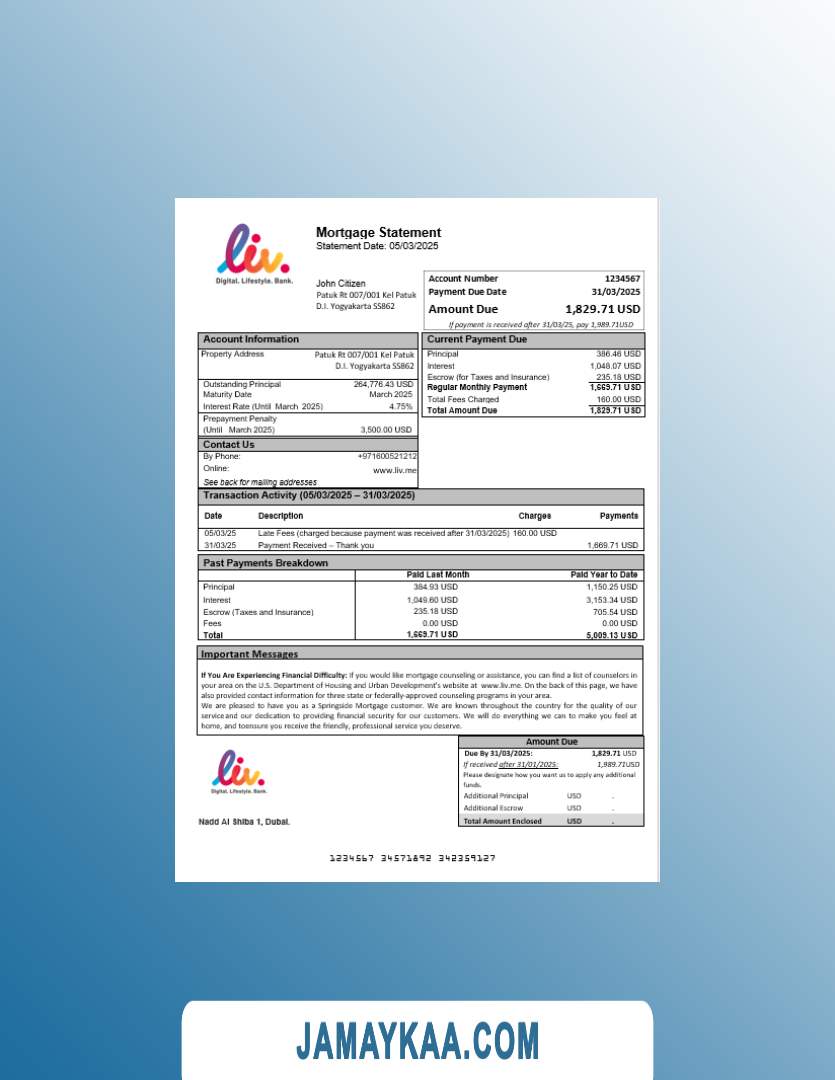 liv.
Digital. Lifestyle. Bank.
Mortgage Statement
Statement Date: 05/03/2025
John Citizen
Patuk Rt 007/001 Kel Patuk
D.I. Yogyakarta SS862
Account Number 1234567
Payment Due Date 31/03/2025
Amount Due 1,829.71 USD
If payment is received after 31/03/25, pay 1,989.71USD
Account Information
Property Address Patuk Rt 007/001 Kel Patuk
D.I. Yogyakarta SS862
Outstanding Principal 264,776.43 USD
Maturity Date March 2025
Interest Rate (Until March 2025) 4.75%
Prepayment Penalty
(Until March 2025) 3,500.00 USD
Contact Us
By Phone: +971600521212
Online: www.liv.me
See back for mailing addresses
Current Payment Due
Principal 386.46 USD
Interest 1,048.07 USD
Escrow (for Taxes and Insurance) 235.18 USD
Regular Monthly Payment 1,669.71 USD
Total Fees Charged 160.00 USD
Total Amount Due 1,829.71 USD
Transaction Activity (05/03/2025 – 31/03/2025)
Date Description Charges Payments
05/03/25 Late Fees (charged because payment was received after 31/03/2025) 160.00 USD
31/03/25 Payment Received – Thank you 1,669.71 USD
Past Payments Breakdown
Paid Last Month Paid Year to Date
Principal 384.93 USD 1,150.25 USD
Interest 1,049.60 USD 3,153.34 USD
Escrow (Taxes and Insurance) 235.18 USD 705.54 USD
Fees 0.00 USD 0.00 USD
Total 1,669.71 USD 5,009.13 USD
Important Messages
If You Are Experiencing Financial Difficulty: If you would like mortgage counseling or assistance, you can find a list of counselors in
your area on the U.S. Department of Housing and Urban Development's website at www.liv.me. On the back of this page, we have
also provided contact information for three state or federally-approved counseling programs in your area.
We are pleased to have you as a Springside Mortgage customer. We are known throughout the country for the quality of our
service and our dedication to providing financial security for our customers. We will do everything we can to make you feel at
home, and toensure you receive the friendly, professional service you deserve.
liv.
Digital. Lifestyle. Bank.
Nadd Al Shiba 1, Dubai.
Amount Due
Due By 31/03/2025: 1,829.71 USD
If received after 31/01/2025: 1,989.71USD
Please designate how you want us to apply any additional
funds.
Additional Principal USD .
Additional Escrow USD .
Total Amount Enclosed USD .
1234567 34571892 342359127
JAMAYKAA.COM